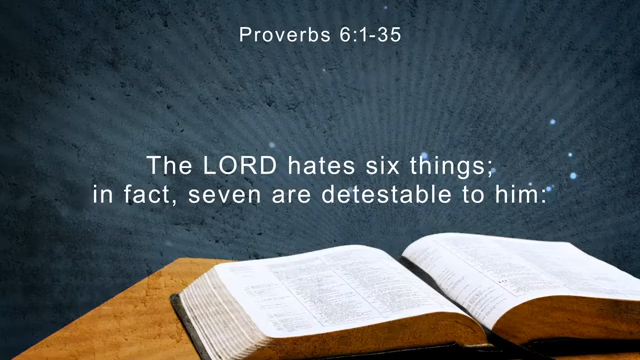 Proverbs 6:1-35
The LORD hates six things;
in fact, seven are detestable to him: